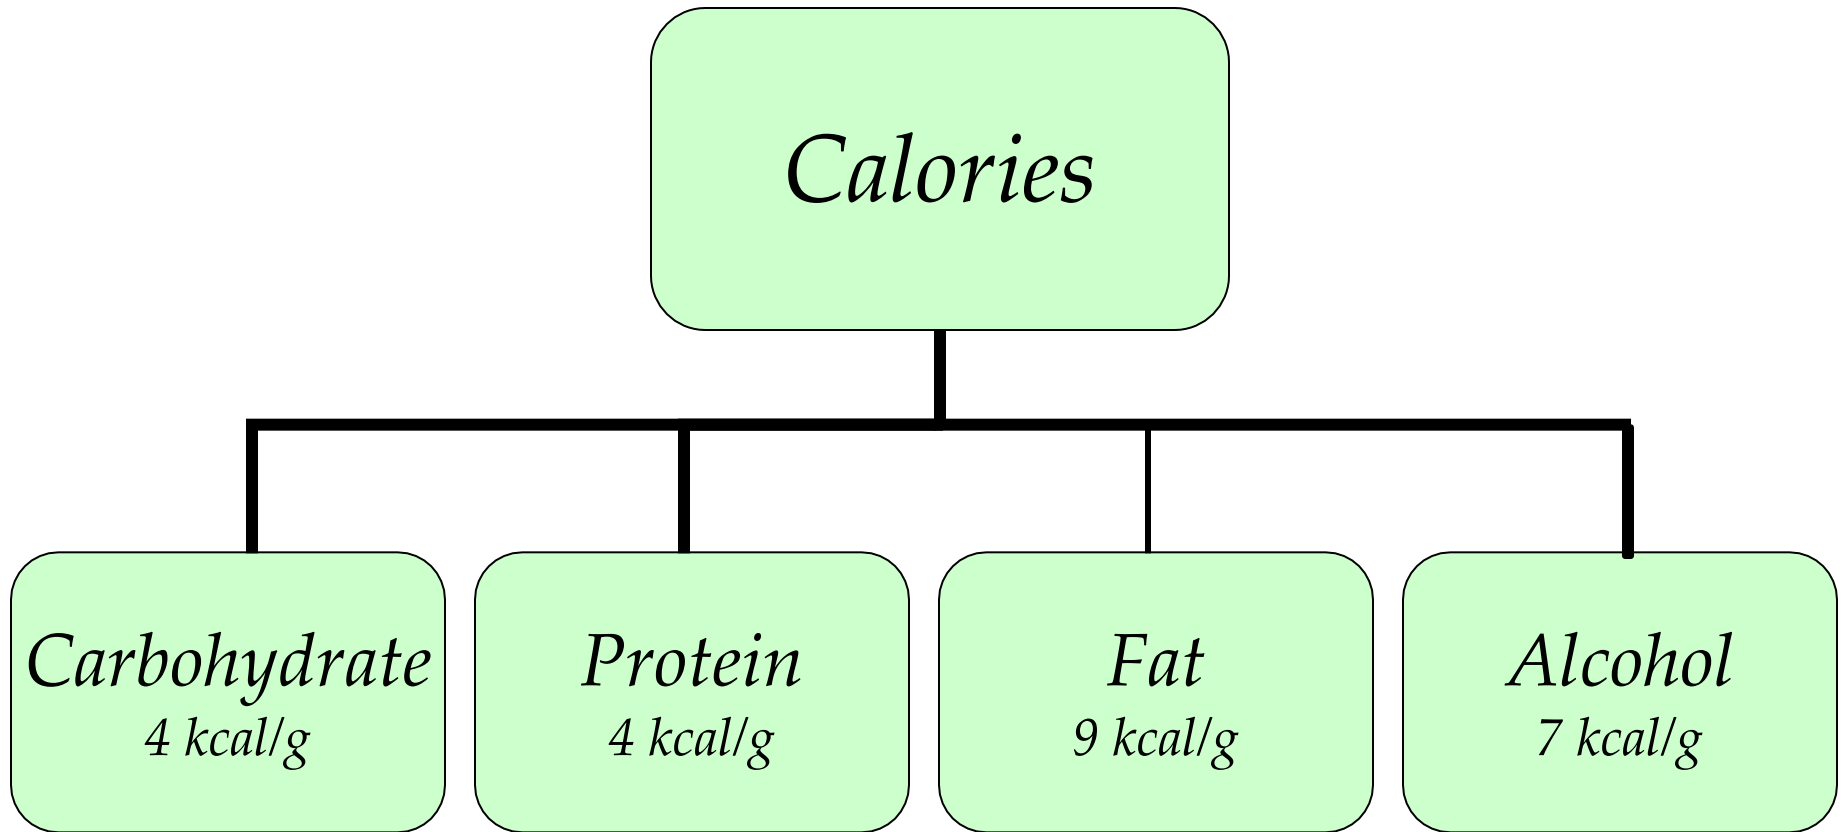 Calories
Carbohydrate
4 kcal/g
Protein
4 kcal/g
Fat
9 kcal/g
Alcohol
7 kcal/g